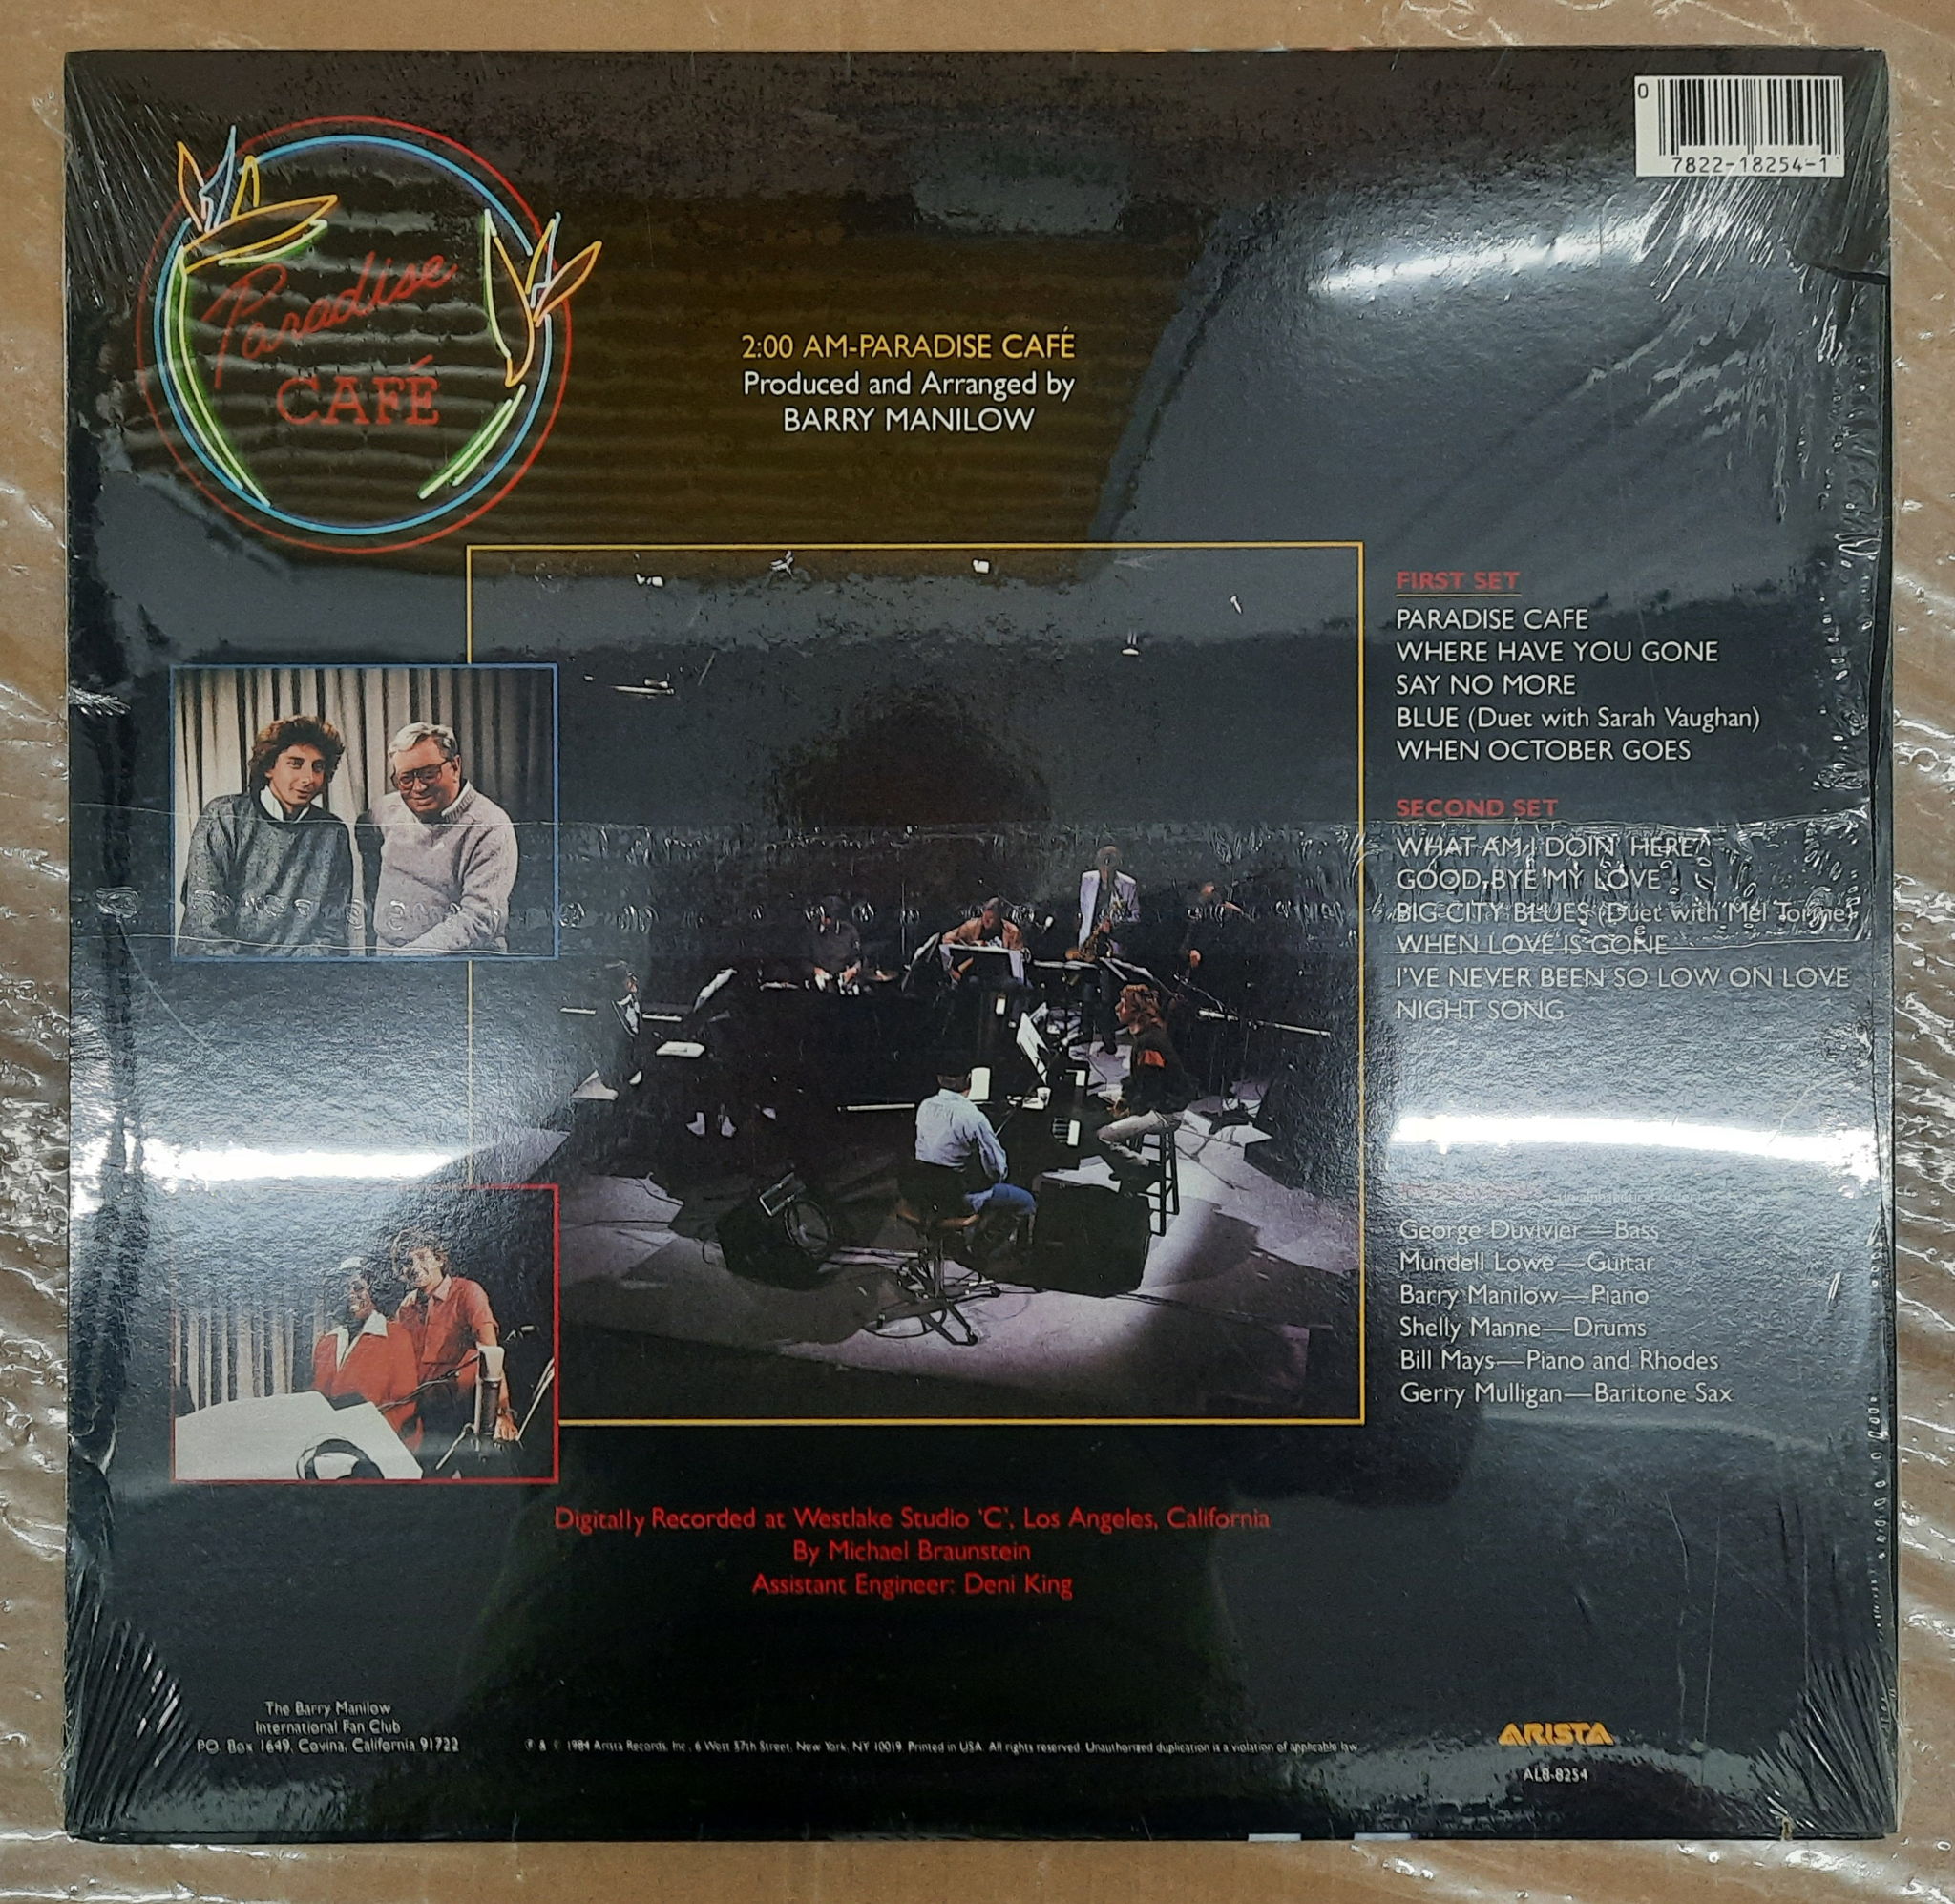 0
7822-18254-1
Paradise
CAFÉ
2:00 AM-PARADISE CAFÉ
Produced and Arranged by
BARRY MANILOW
FIRST SET
PARADISE CAFE
WHERE HAVE YOU GONE
SAY NO MORE
BLUE (Duet with Sarah Vaughan)
WHEN OCTOBER GOES
SECOND SET
WHAT AM I DOIN' HERE
GOOD-BYE MY LOVE
BIG CITY BLUES (Duet with Mel Torme)
WHEN LOVE IS GONE
I'VE NEVER BEEN SO LOW ON LOVE
NIGHT SONG
George Duvivier—Bass
Mundell Lowe—Guitar
Barry Manilow—Piano
Shelly Manne—Drums
Bill Mays—Piano and Rhodes
Gerry Mulligan—Baritone Sax
Digitally Recorded at Westlake Studio 'C', Los Angeles, California
By Michael Braunstein
Assistant Engineer: Deni King
The Barry Manilow
International Fan Club
P.O. Box 1649, Covina, California 91722
℗ & © 1984 Arista Records, Inc., 6 West 57th Street, New York, NY 10019. Printed in USA. All rights reserved. Unauthorized duplication is a violation of applicable law.
ARISTA
AL8-8254